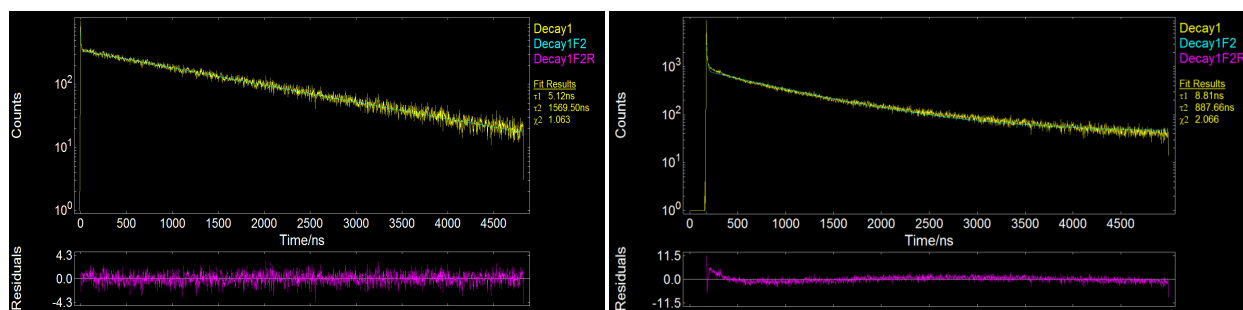 Decay1
Decay1F2
Decay1F2R
Fit Results
τ1 5.12ns
τ2 1569.50ns
χ2 1.063
Counts
10²
10¹
10⁰
0 500 1000 1500 2000 2500 3000 3500 4000 4500
Time/ns
Residuals
4.3
0.0
-4.3
Decay1
Decay1F2
Decay1F2R
Fit Results
τ1 8.81ns
τ2 887.66ns
χ2 2.066
Counts
10³
10²
10¹
10⁰
0 500 1000 1500 2000 2500 3000 3500 4000 4500
Time/ns
Residuals
11.5
0.0
-11.5